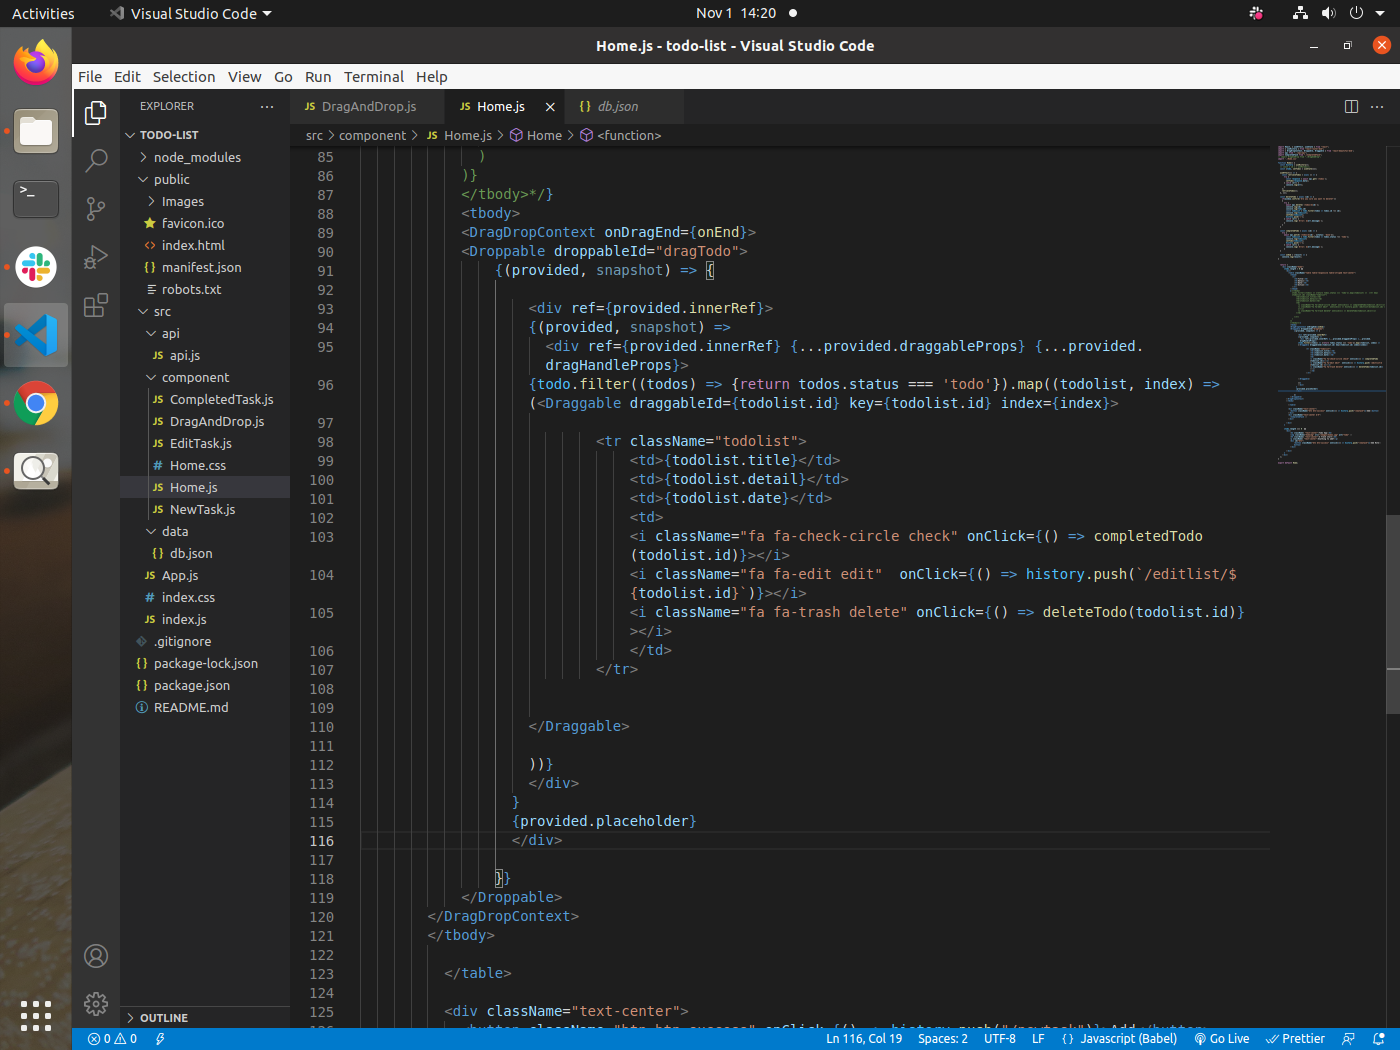 Activities
Visual Studio Code
Nov 1 14:20
Home.js - todo-list - Visual Studio Code
File Edit Selection View Go Run Terminal Help
EXPLORER
JS DragAndDrop.js
JS Home.js
{} db.json
src > component > JS Home.js > Home > <function>
TODO-LIST
node_modules
public
Images
favicon.ico
<> index.html
{} manifest.json
robots.txt
src
api
JS api.js
component
JS CompletedTask.js
JS DragAndDrop.js
JS EditTask.js
# Home.css
JS Home.js
JS NewTask.js
data
{} db.json
JS App.js
# index.css
JS index.js
.gitignore
{} package-lock.json
{} package.json
README.md
OUTLINE
85 )
86 )}
87 </tbody>*/}
88 <tbody>
89 <DragDropContext onDragEnd={onEnd}>
90 <Droppable droppableId="dragTodo">
91 {(provided, snapshot) => {
92
93 <div ref={provided.innerRef}>
94 {(provided, snapshot) =>
95 <div ref={provided.innerRef} {...provided.draggableProps} {...provided.
dragHandleProps}>
96 {todo.filter((todos) => {return todos.status === 'todo'}).map((todolist, index) =>
(<Draggable draggableId={todolist.id} key={todolist.id} index={index}>
97
98 <tr className="todolist">
99 <td>{todolist.title}</td>
100 <td>{todolist.detail}</td>
101 <td>{todolist.date}</td>
102 <td>
103 <i className="fa fa-check-circle check" onClick={() => completedTodo
(todolist.id)}></i>
104 <i className="fa fa-edit edit"  onClick={() => history.push(`/editlist/$
{todolist.id}`)}></i>
105 <i className="fa fa-trash delete" onClick={() => deleteTodo(todolist.id)}
></i>
106 </td>
107 </tr>
108
109
110 </Draggable>
111
112 ))}
113 </div>
114 }
115 {provided.placeholder}
116 </div>
117
118 }}
119 </Droppable>
120 </DragDropContext>
121 </tbody>
122
123 </table>
124
125 <div className="text-center">
0 0
Ln 116, Col 19
Spaces: 2
UTF-8
LF
{} Javascript (Babel)
Go Live
Prettier